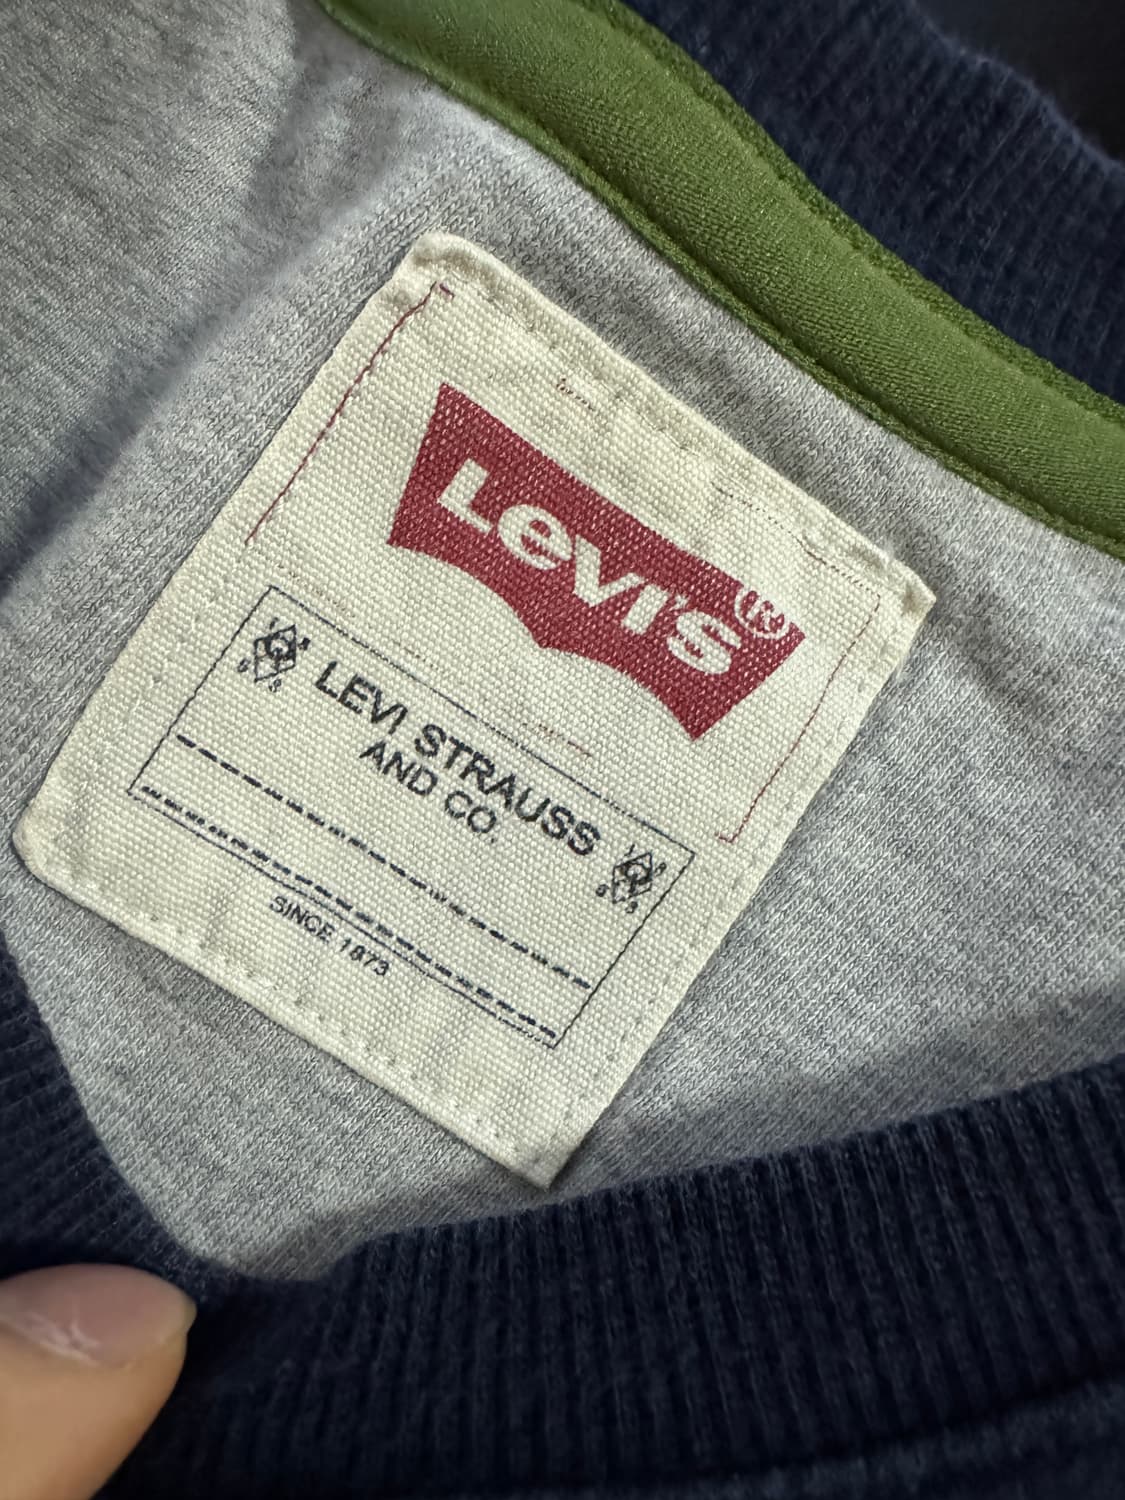 Levi's®
LEVI STRAUSS
AND CO.
SINCE 1873